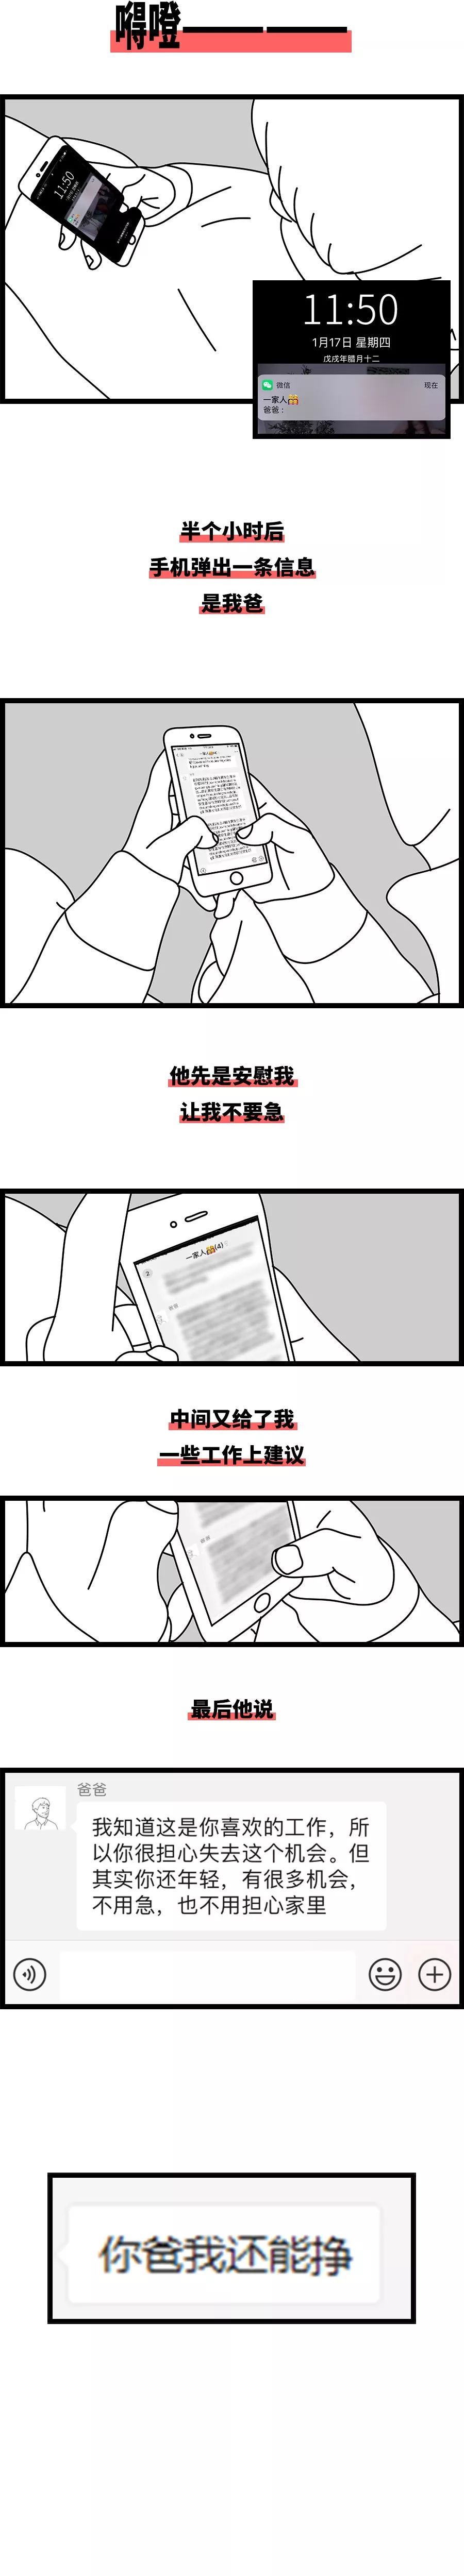 嘚噔————
11:50
1月17日 星期四
戊戌年腊月十二
微信
现在
一家人
爸爸：
半个小时后
手机弹出一条信息
是我爸
他先是安慰我
让我不要急
一家人(4)
2
中间又给了我
一些工作上建议
最后他说
爸爸
我知道这是你喜欢的工作，所
以你很担心失去这个机会。但
其实你还年轻，有很多机会，
不用急，也不用担心家里
你爸我还能挣